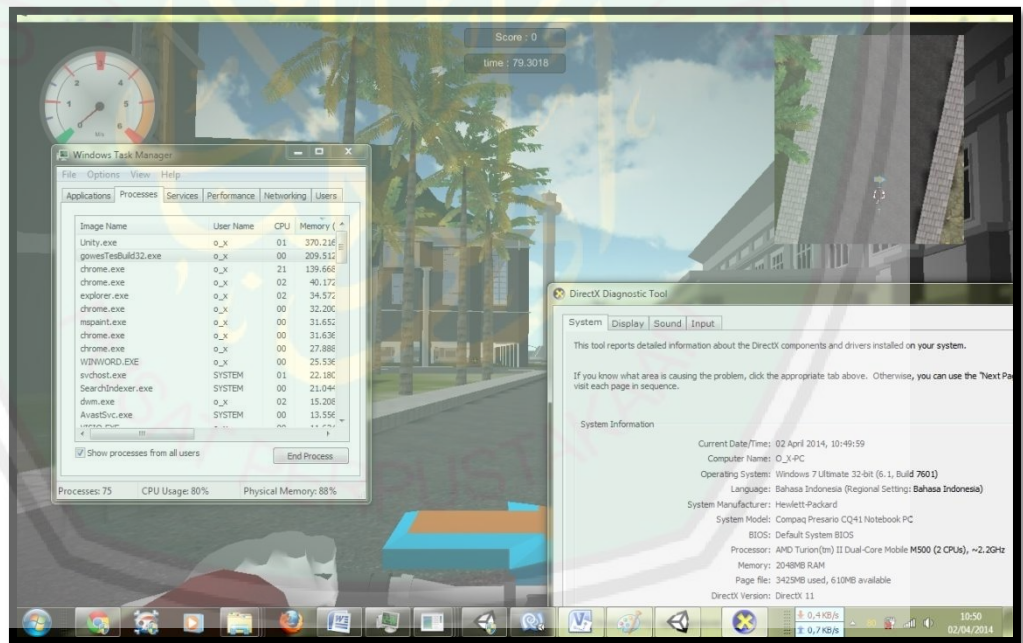 Score : 0
time : 79.3018
1
2
3
4
5
6
Windows Task Manager
File Options View Help
Applications Processes Services Performance Networking Users
Image Name User Name CPU Memory (
Unity.exe o_x 01 370.216
gowesTesBuild32.exe o_x 00 209.512
chrome.exe o_x 21 139.668
chrome.exe o_x 02 40.172
explorer.exe o_x 02 34.572
chrome.exe o_x 00 32.200
mspaint.exe o_x 00 31.652
chrome.exe o_x 00 31.636
chrome.exe o_x 00 27.888
WINWORD.EXE o_x 00 25.536
svchost.exe SYSTEM 01 22.180
SearchIndexer.exe SYSTEM 00 21.044
dwm.exe o_x 02 15.208
AvastSvc.exe SYSTEM 00 13.556
Show processes from all users
End Process
Processes: 75 CPU Usage: 80% Physical Memory: 88%
DirectX Diagnostic Tool
System Display Sound Input
This tool reports detailed information about the DirectX components and drivers installed on your system.
If you know what area is causing the problem, click the appropriate tab above. Otherwise, you can use the "Next Pa
visit each page in sequence.
System Information
Current Date/Time: 02 April 2014, 10:49:59
Computer Name: O_X-PC
Operating System: Windows 7 Ultimate 32-bit (6.1, Build 7601)
Language: Bahasa Indonesia (Regional Setting: Bahasa Indonesia)
System Manufacturer: Hewlett-Packard
System Model: Compaq Presario CQ41 Notebook PC
BIOS: Default System BIOS
Processor: AMD Turion(tm) II Dual-Core Mobile M500 (2 CPUs), ~2.2GHz
Memory: 2048MB RAM
Page file: 3425MB used, 610MB available
DirectX Version: DirectX 11
0,4 KB/s
0,7 KB/s
10:50
02/04/2014